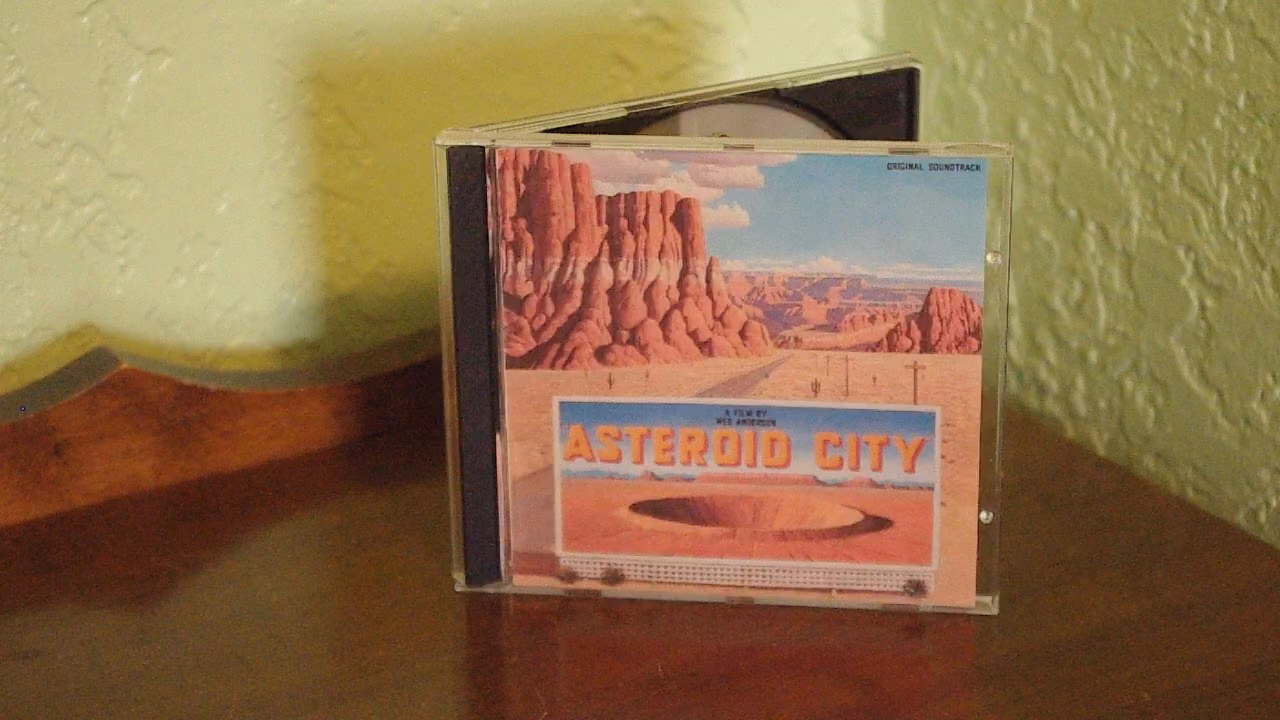 ORIGINAL SOUNDTRACK
A FILM BY
WES ANDERSON
ASTEROID CITY